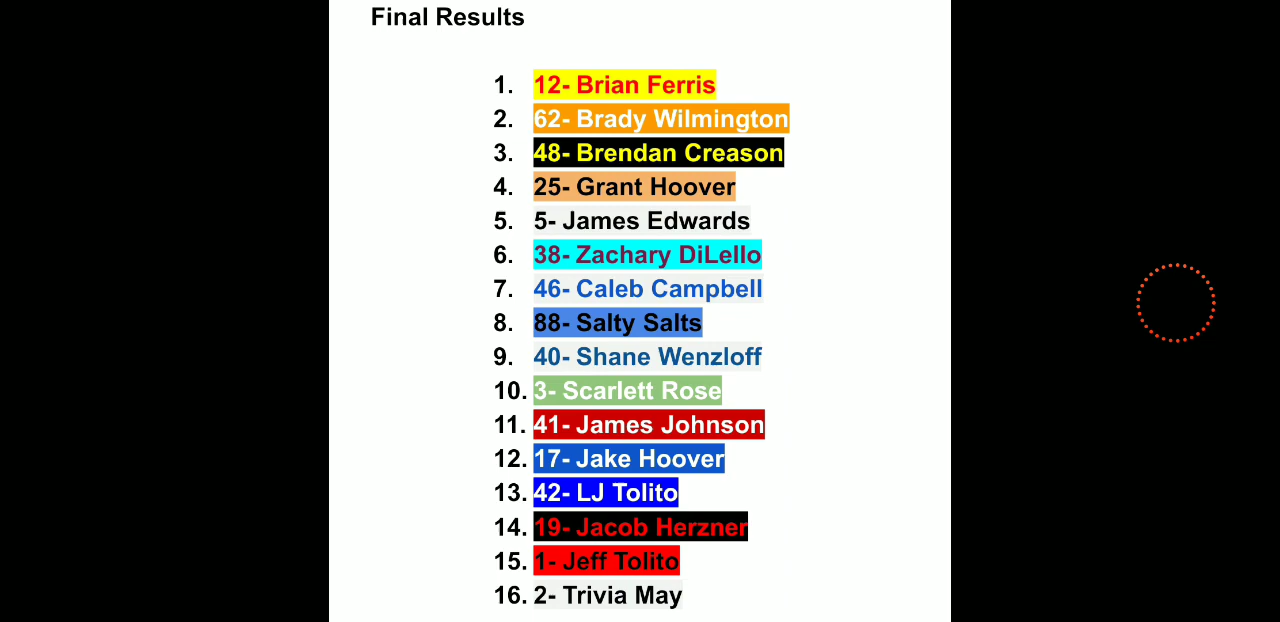 Final Results
1. 12- Brian Ferris
2. 62- Brady Wilmington
3. 48- Brendan Creason
4. 25- Grant Hoover
5. 5- James Edwards
6. 38- Zachary DiLello
7. 46- Caleb Campbell
8. 88- Salty Salts
9. 40- Shane Wenzloff
10. 3- Scarlett Rose
11. 41- James Johnson
12. 17- Jake Hoover
13. 42- LJ Tolito
14. 19- Jacob Herzner
15. 1- Jeff Tolito
16. 2- Trivia May